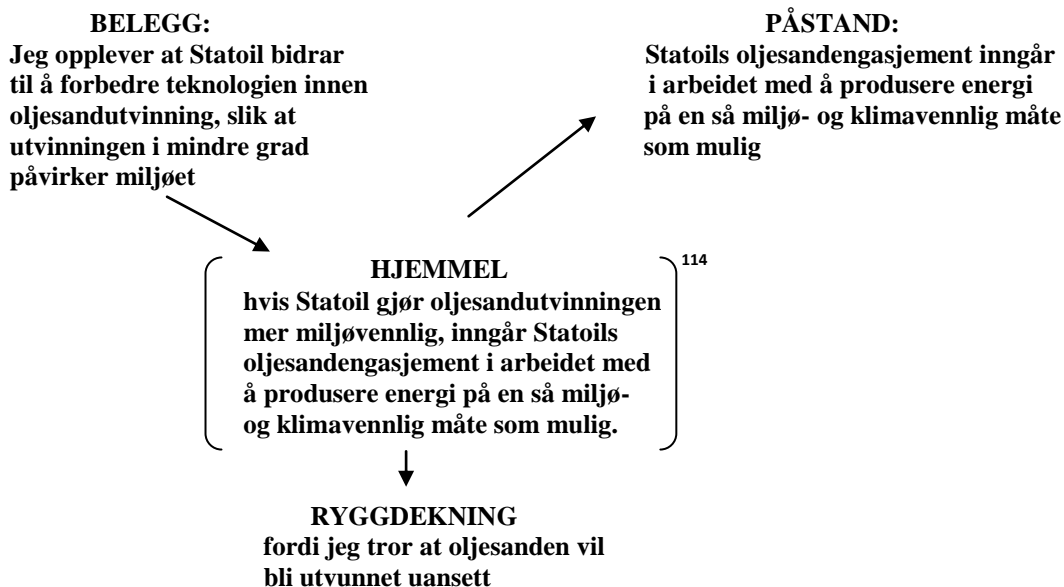 BELEGG:
Jeg opplever at Statoil bidrar
til å forbedre teknologien innen
oljesandutvinning, slik at
utvinningen i mindre grad
påvirker miljøet
PÅSTAND:
Statoils oljesandengasjement inngår
i arbeidet med å produsere energi
på en så miljø- og klimavennlig måte
som mulig
HJEMMEL
hvis Statoil gjør oljesandutvinningen
mer miljøvennlig, inngår Statoils
oljesandengasjement i arbeidet med
å produsere energi på en så miljø-
og klimavennlig måte som mulig.
114
RYGGDEKNING
fordi jeg tror at oljesanden vil
bli utvunnet uansett